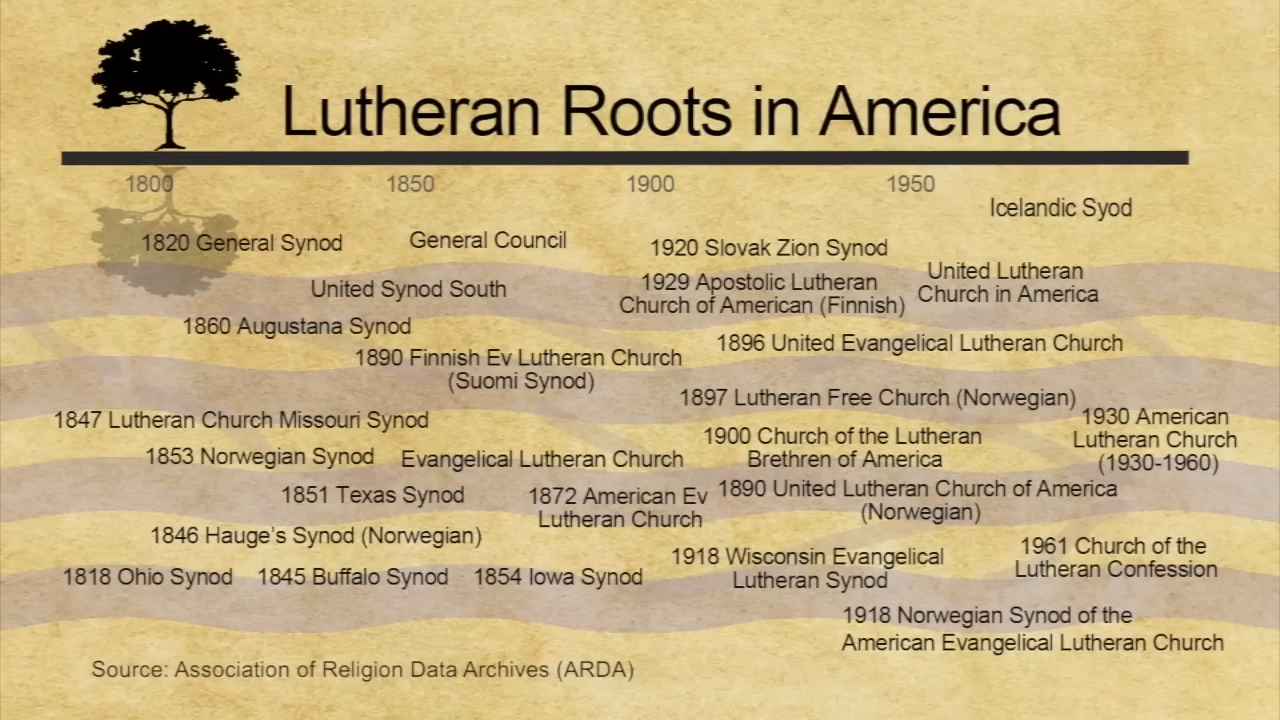 Lutheran Roots in America
1800 1850 1900 1950
Icelandic Syod
1820 General Synod
General Council
1920 Slovak Zion Synod
United Synod South
1929 Apostolic Lutheran
Church of American (Finnish)
United Lutheran
Church in America
1860 Augustana Synod
1896 United Evangelical Lutheran Church
1890 Finnish Ev Lutheran Church
(Suomi Synod)
1897 Lutheran Free Church (Norwegian)
1847 Lutheran Church Missouri Synod
1930 American
Lutheran Church
(1930-1960)
1900 Church of the Lutheran
Brethren of America
1853 Norwegian Synod
Evangelical Lutheran Church
1851 Texas Synod
1872 American Ev
Lutheran Church
1890 United Lutheran Church of America
(Norwegian)
1846 Hauge's Synod (Norwegian)
1918 Wisconsin Evangelical
Lutheran Synod
1961 Church of the
Lutheran Confession
1818 Ohio Synod
1845 Buffalo Synod
1854 Iowa Synod
1918 Norwegian Synod of the
American Evangelical Lutheran Church
Source: Association of Religion Data Archives (ARDA)